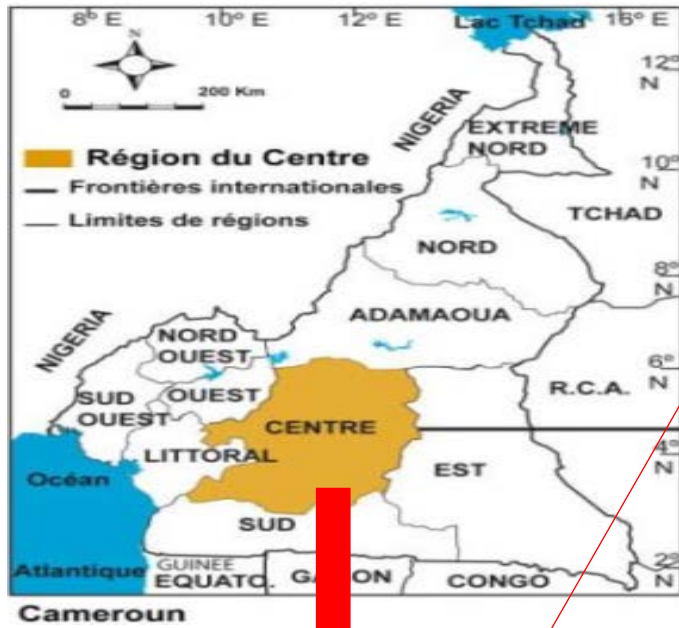 8° E 10° E 12° E 16° E
Lac Tchad
12°
N
0 200 Km
NIGERIA
EXTREME
NORD
Région du Centre
10°
N
Frontières internationales
TCHAD
Limites de régions
NORD
8°
N
ADAMAOUA
NIGERIA
NORD
OUEST
6°
N
SUD
OUEST
OUEST
R.C.A.
CENTRE
LITTORAL
4°
N
Océan
EST
SUD
Atlantique
GUINEE
EQUATO.
CONGO
2°
N
Cameroun